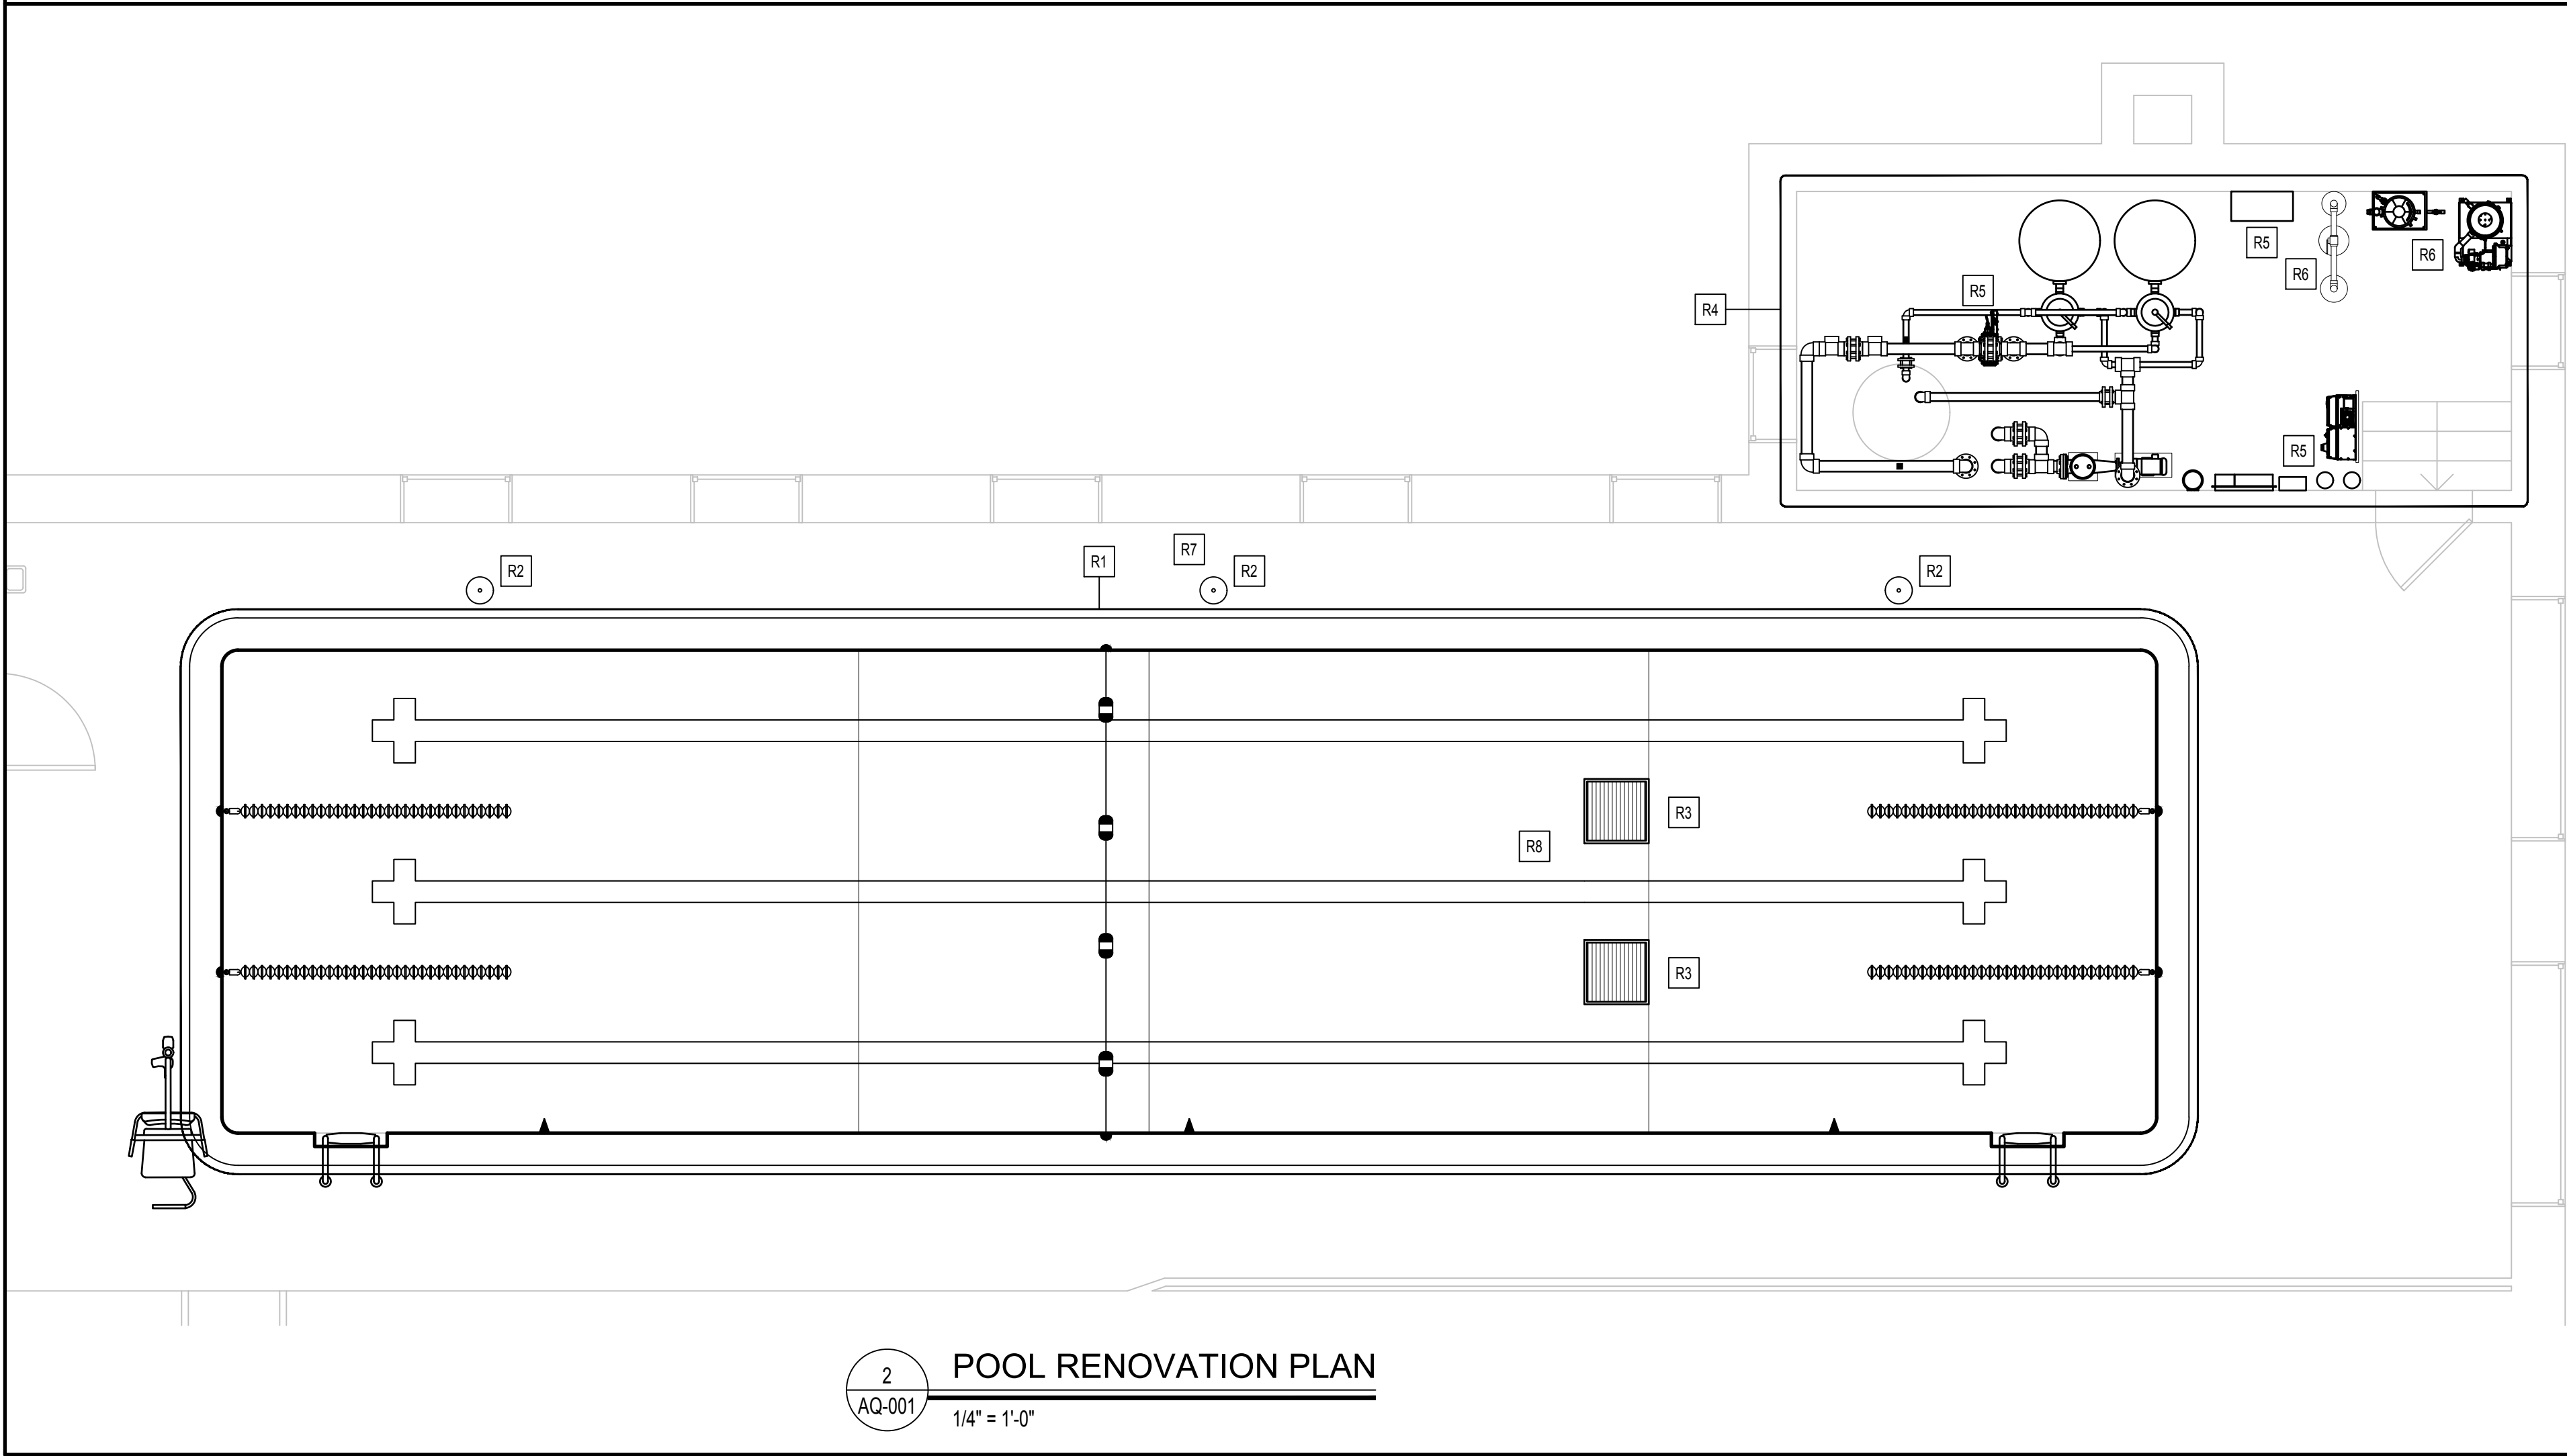 R5
R6
R6
R5
R4
R5
R7
R1
R2
R2
R2
R3
R8
R3
2
AQ-001
POOL RENOVATION PLAN
1/4" = 1'-0"